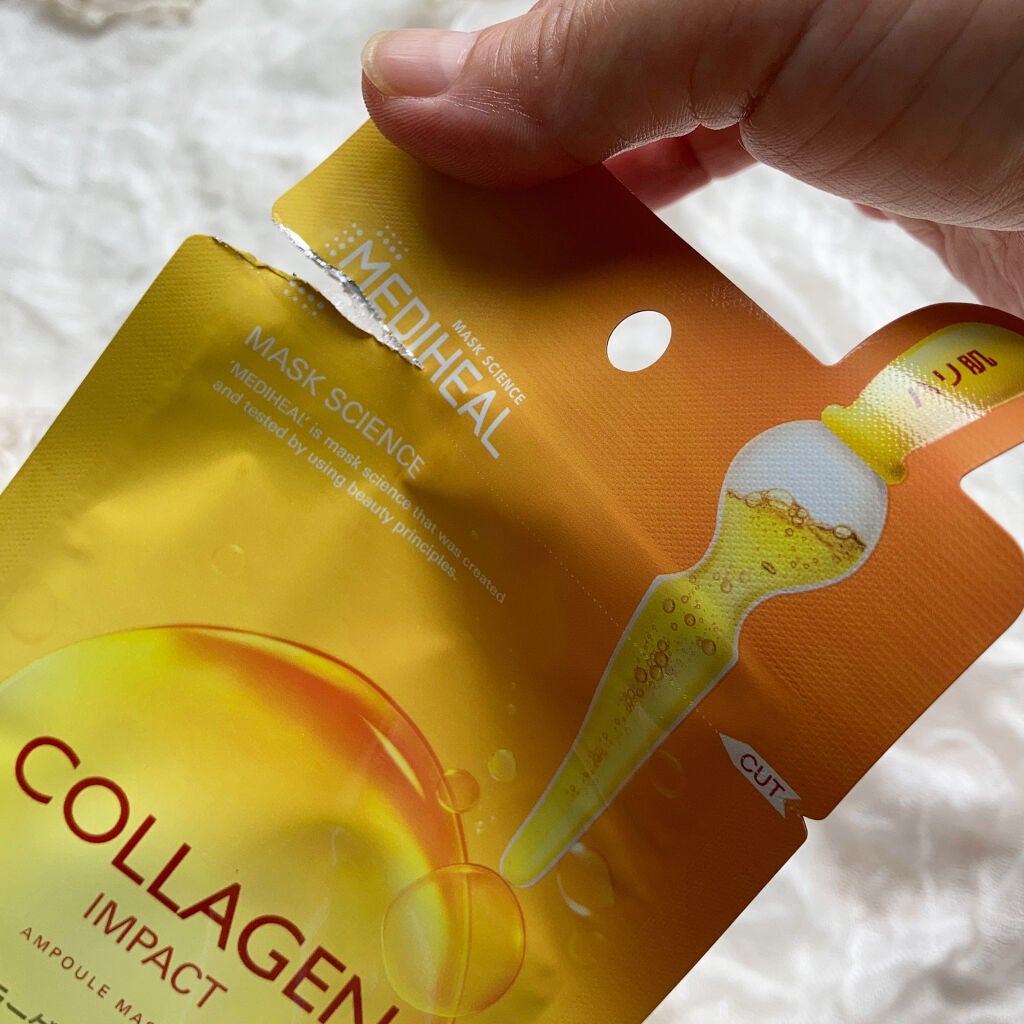 MEDIHEAL
MASK SCIENCE
MASK SCIENCE
'MEDIHEAL' is mask science that was created
and tested by using beauty principles.
ハリ肌
CUT
COLLAGEN
IMPACT
AMPOULE